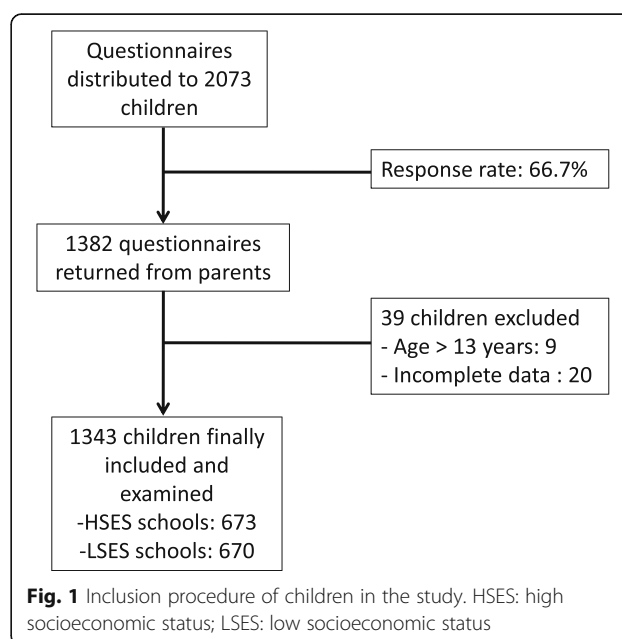 Questionnaires
distributed to 2073
children
Response rate: 66.7%
1382 questionnaires
returned from parents
39 children excluded
- Age > 13 years: 9
- Incomplete data : 20
1343 children finally
included and
examined
-HSES schools: 673
-LSES schools: 670
Fig. 1 Inclusion procedure of children in the study. HSES: high
socioeconomic status; LSES: low socioeconomic status